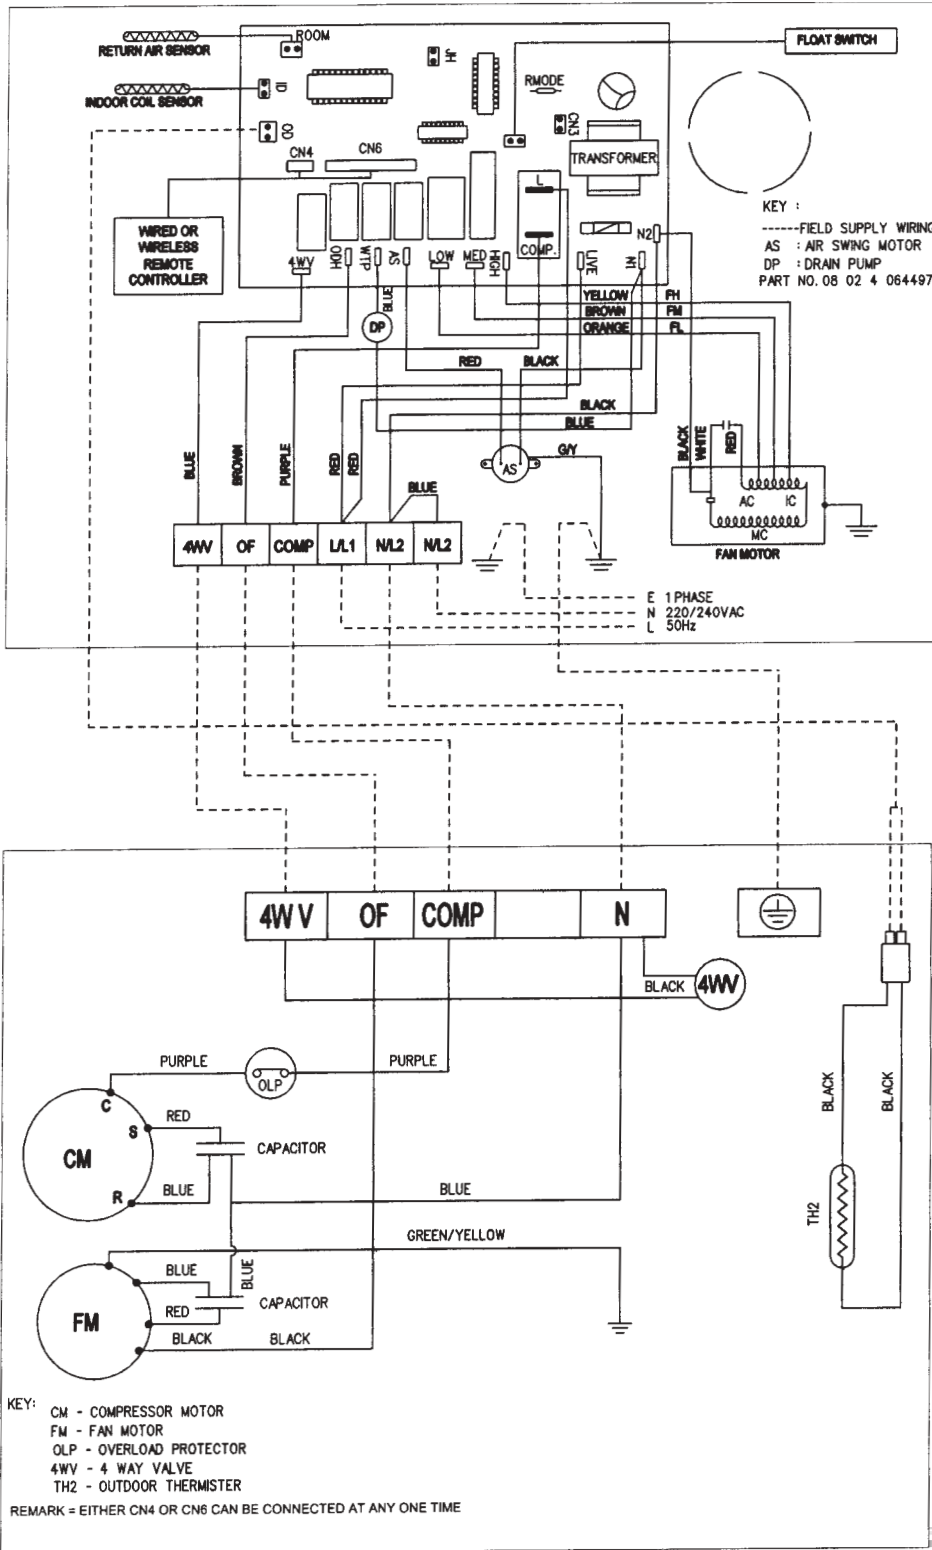 RETURN AIR SENSOR
ROOM
JH
FLOAT SWITCH
INDOOR COIL SENSOR
ID
RMODE
CN3
OD
TRANSFORMER
CN4
CN6
L
COMP.
KEY :
------FIELD SUPPLY WIRING
AS : AIR SWING MOTOR
DP : DRAIN PUMP
PART NO. 08 02 4 064497
WIRED OR
WIRELESS
REMOTE
CONTROLLER
4WV
ODH
WTP
AS
LOW
MED
HIGH
LIVE
N1
N2
BLUE
DP
YELLOW FH
BROWN FM
ORANGE FL
RED
BLACK
BLACK
BLUE
BLUE
BROWN
PURPLE
RED
RED
BLUE
AS
G/Y
BLACK
WHITE
RED
AC IC
MC
FAN MOTOR
4WV OF COMP L/L1 N/L2 N/L2
E 1PHASE
N 220/240VAC
L 50Hz
4WV OF COMP N
BLACK
4WV
PURPLE
OLP
PURPLE
C
S
R
CM
RED
CAPACITOR
BLUE
BLUE
BLACK
BLACK
TH2
GREEN/YELLOW
BLUE
BLUE
CAPACITOR
RED
FM
BLACK BLACK
KEY:
CM - COMPRESSOR MOTOR
FM - FAN MOTOR
OLP - OVERLOAD PROTECTOR
4WV - 4 WAY VALVE
TH2 - OUTDOOR THERMISTER
REMARK = EITHER CN4 OR CN6 CAN BE CONNECTED AT ANY ONE TIME